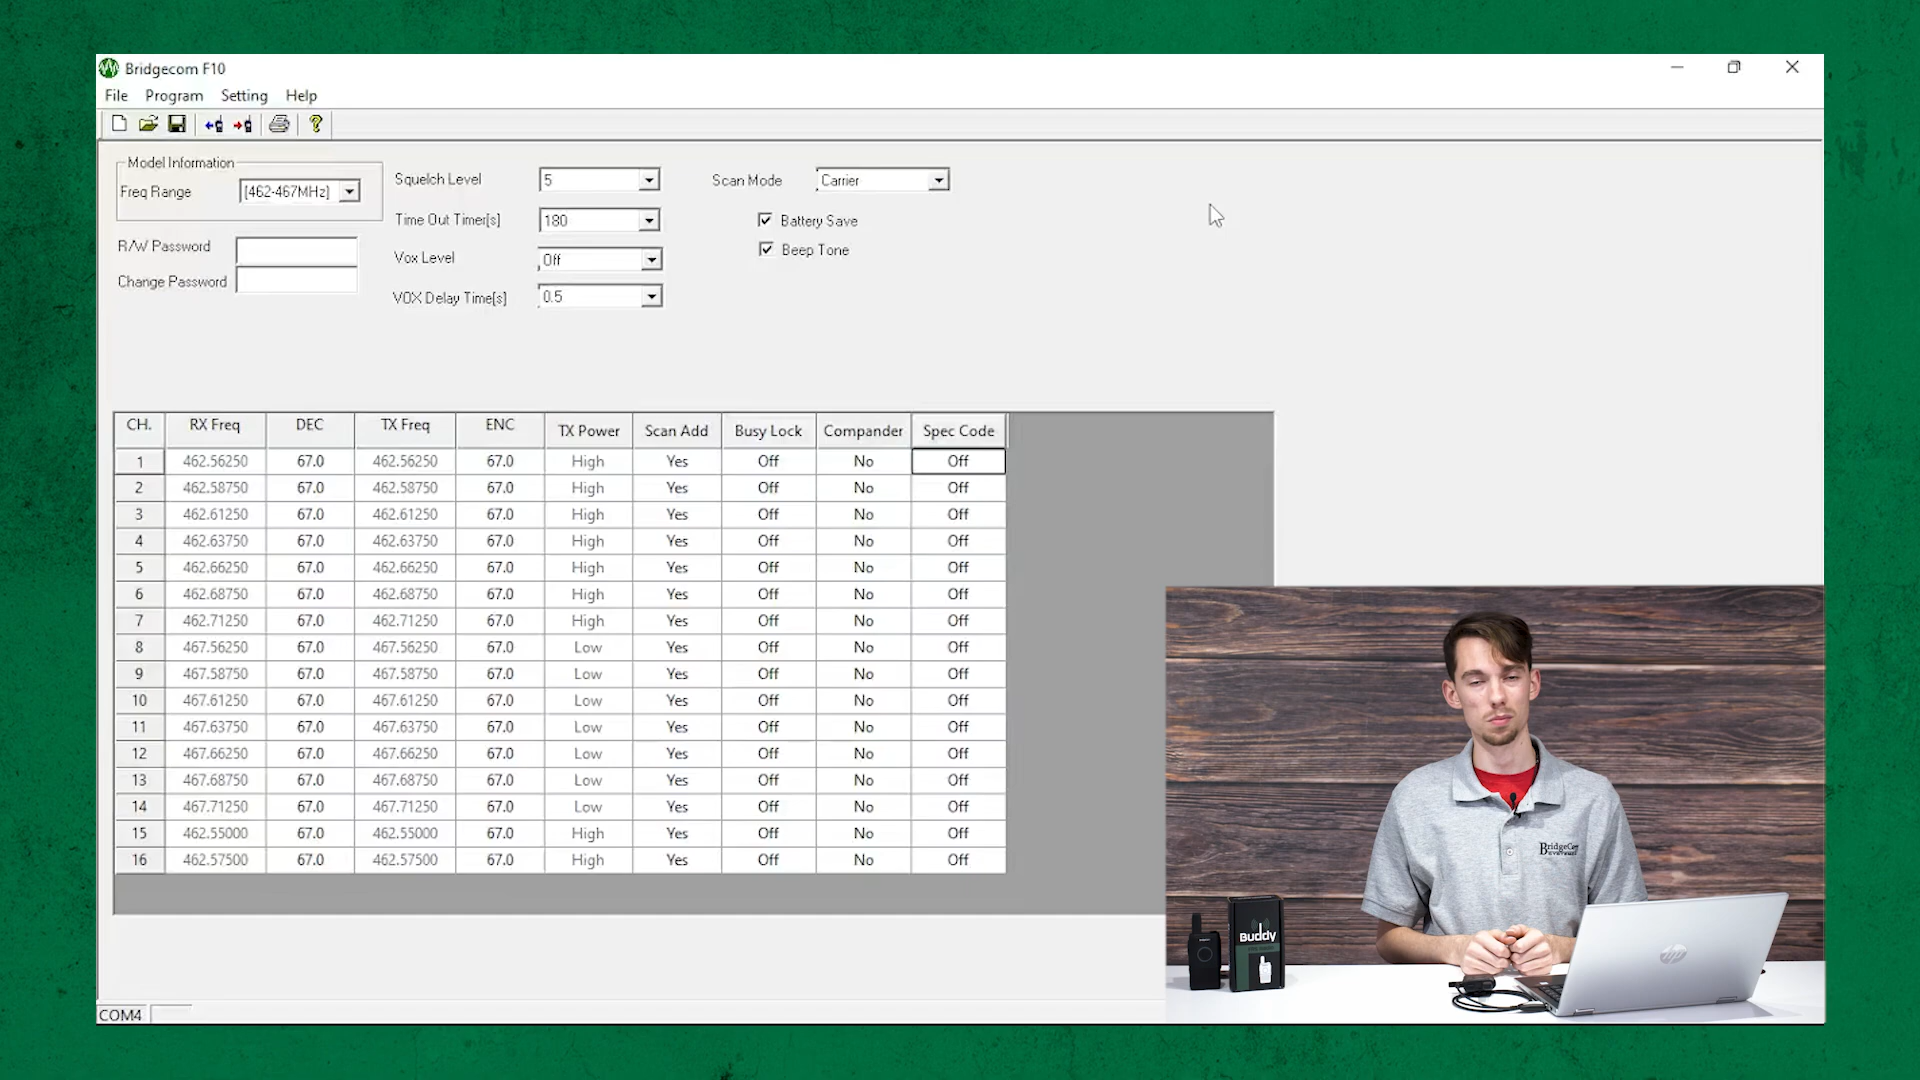 Bridgecom F10
File Program Setting Help
Model Information
Freq Range [462-467MHz]
R/W Password
Change Password
Squelch Level 5
Time Out Timer[s] 180
Vox Level Off
VOX Delay Time[s] 0.5
Scan Mode Carrier
Battery Save
Beep Tone
CH. RX Freq DEC TX Freq ENC TX Power Scan Add Busy Lock Compander Spec Code
1 462.56250 67.0 462.56250 67.0 High Yes Off No Off
2 462.58750 67.0 462.58750 67.0 High Yes Off No Off
3 462.61250 67.0 462.61250 67.0 High Yes Off No Off
4 462.63750 67.0 462.63750 67.0 High Yes Off No Off
5 462.66250 67.0 462.66250 67.0 High Yes Off No Off
6 462.68750 67.0 462.68750 67.0 High Yes Off No Off
7 462.71250 67.0 462.71250 67.0 High Yes Off No Off
8 467.56250 67.0 467.56250 67.0 Low Yes Off No Off
9 467.58750 67.0 467.58750 67.0 Low Yes Off No Off
10 467.61250 67.0 467.61250 67.0 Low Yes Off No Off
11 467.63750 67.0 467.63750 67.0 Low Yes Off No Off
12 467.66250 67.0 467.66250 67.0 Low Yes Off No Off
13 467.68750 67.0 467.68750 67.0 Low Yes Off No Off
14 467.71250 67.0 467.71250 67.0 Low Yes Off No Off
15 462.55000 67.0 462.55000 67.0 High Yes Off No Off
16 462.57500 67.0 462.57500 67.0 High Yes Off No Off
COM4
BridgeCom
SYSTEMS
Buddy
hp